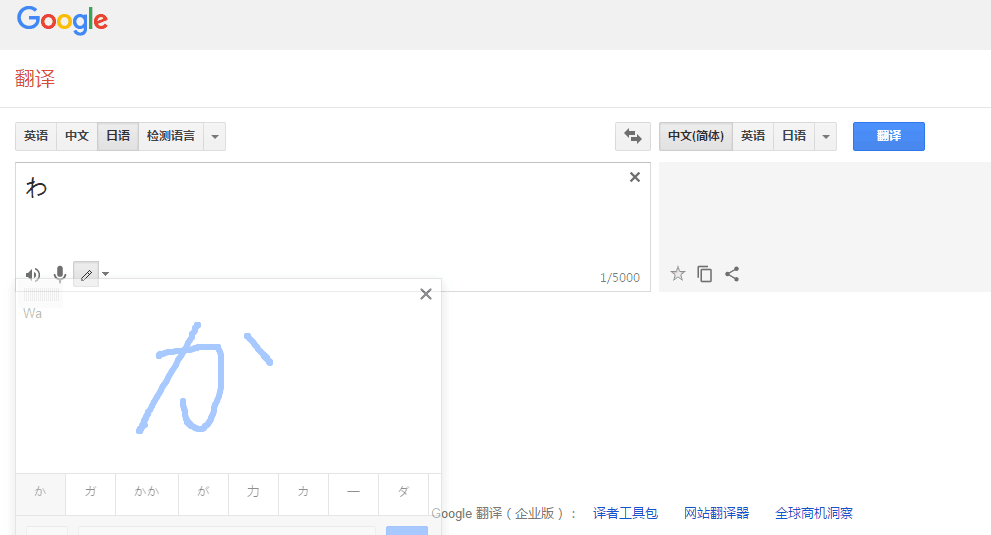 Google
翻译
英语 中文 日语 检测语言 中文(简体) 英语 日语 翻译
わ
1/5000
Wa
か
か ガ かか が 力 カ 一 ダ
Google 翻译（企业版）： 译者工具包 网站翻译器 全球商机洞察